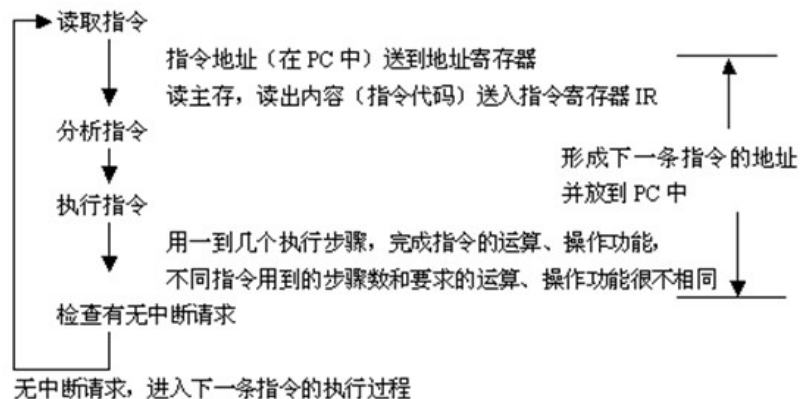 读取指令
指令地址（在 PC 中）送到地址寄存器
读主存，读出内容（指令代码）送入指令寄存器 IR
分析指令
形成下一条指令的地址
并放到 PC 中
执行指令
用一到几个执行步骤，完成指令的运算、操作功能，
不同指令用到的步骤数和要求的运算、操作功能很不相同
检查有无中断请求
无中断请求，进入下一条指令的执行过程